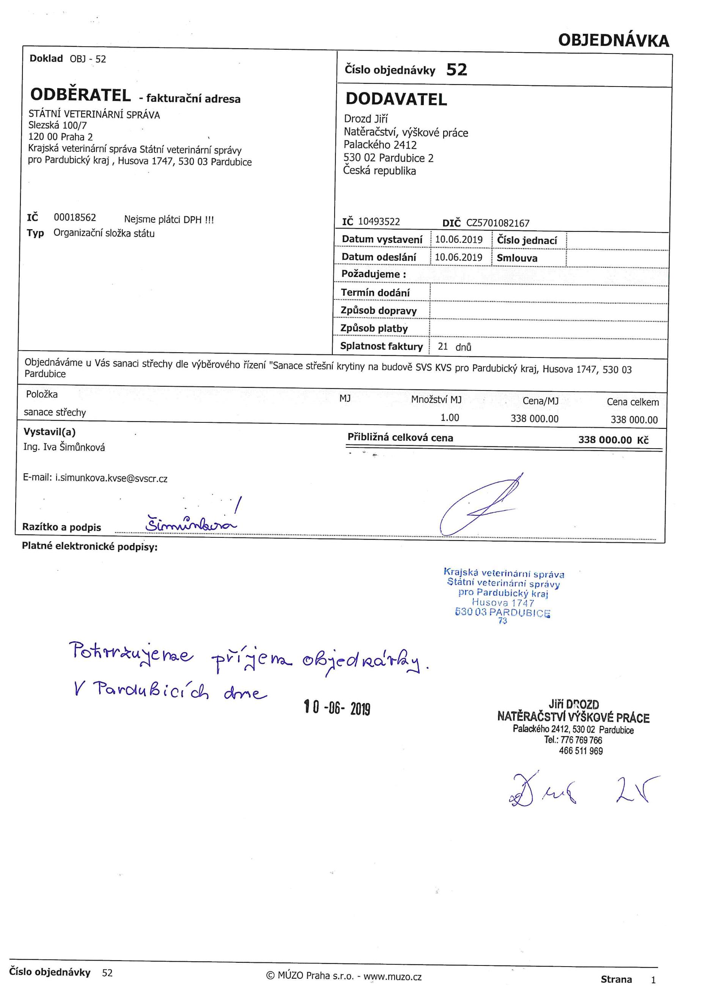 OBJEDNÁVKA
Doklad OBJ - 52
Číslo objednávky 52
ODBĚRATEL - fakturační adresa
STÁTNÍ VETERINÁRNÍ SPRÁVA
Slezská 100/7
120 00 Praha 2
Krajská veterinární správa Státní veterinární správy
pro Pardubický kraj , Husova 1747, 530 03 Pardubice
IČ 00018562 Nejsme plátci DPH !!!
Typ Organizační složka státu
DODAVATEL
Drozd Jiří
Natěračství, výškové práce
Palackého 2412
530 02 Pardubice 2
Česká republika
IČ 10493522 DIČ CZ5701082167
Datum vystavení 10.06.2019 Číslo jednací
Datum odeslání 10.06.2019 Smlouva
Požadujeme :
Termín dodání
Způsob dopravy
Způsob platby
Splatnost faktury 21 dnů
Objednáváme u Vás sanaci střechy dle výběrového řízení "Sanace střešní krytiny na budově SVS KVS pro Pardubický kraj, Husova 1747, 530 03
Pardubice
Položka MJ Množství MJ Cena/MJ Cena celkem
sanace střechy 1.00 338 000.00 338 000.00
Vystavil(a)
Ing. Iva Šimůnková
Přibližná celková cena 338 000.00 Kč
E-mail: i.simunkova.kvse@svscr.cz
Razítko a podpis Šimůnková
Platné elektronické podpisy:
Krajská veterinární správa
Státní veterinární správy
pro Pardubický kraj
Husova 1747
530 03 PARDUBICE
73
Potvrzujeme příjem objednávky.
V Pardubicích dne
10 -06- 2019
Jiří DROZD
NATĚRAČSTVÍ VÝŠKOVÉ PRÁCE
Palackého 2412, 530 02 Pardubice
Tel.: 776 769 766
466 511 969
Číslo objednávky 52
© MÚZO Praha s.r.o. - www.muzo.cz
Strana 1